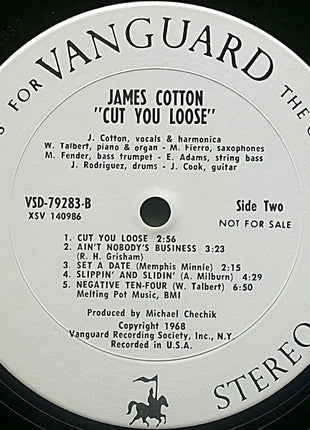 S FOR VANGUARD THE C
JAMES COTTON
"CUT YOU LOOSE"
J. Cotton, vocals & harmonica
W. Talbert, piano & organ - M. Fierro, saxophones
M. Fender, bass trumpet - E. Adams, string bass
J. Rodriguez, drums - J. Cook, guitar
VSD-79283-B
XSV 140986
Side Two
NOT FOR SALE
1. CUT YOU LOOSE 2:56
2. AIN'T NOBODY'S BUSINESS 3:23
(R. H. Grisham)
3. SET A DATE (Memphis Minnie) 2:15
4. SLIPPIN' AND SLIDIN' (A. Milburn) 4:29
5. NEGATIVE TEN-FOUR (W. Talbert) 6:50
Melting Pot Music, BMI
Produced by Michael Chechik
Copyright 1968
Vanguard Recording Society, Inc., N.Y.
Recorded in U.S.A.
STEREO